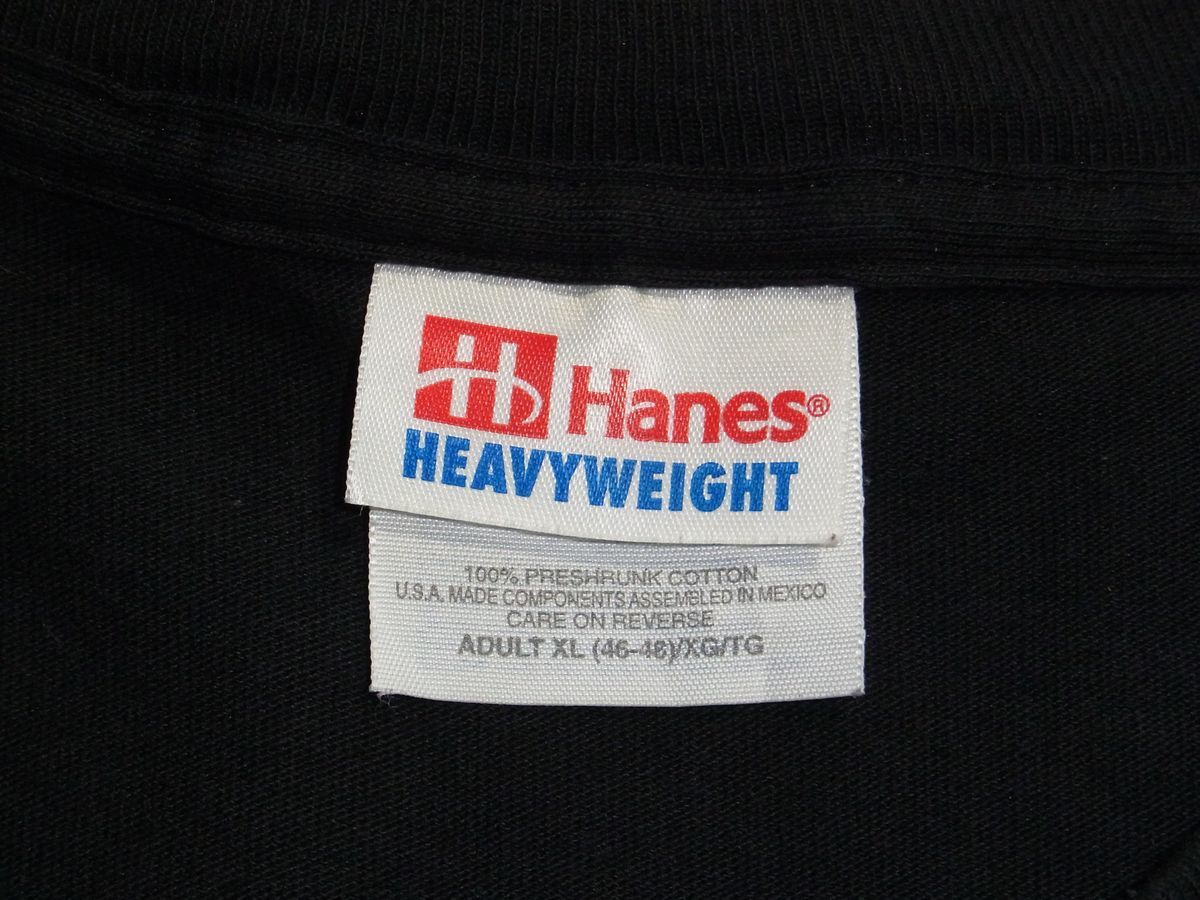 Hanes®
HEAVYWEIGHT
100% PRESHRUNK COTTON
U.S.A. MADE COMPONENTS ASSEMBLED IN MEXICO
CARE ON REVERSE
ADULT XL (46-48)/XG/TG